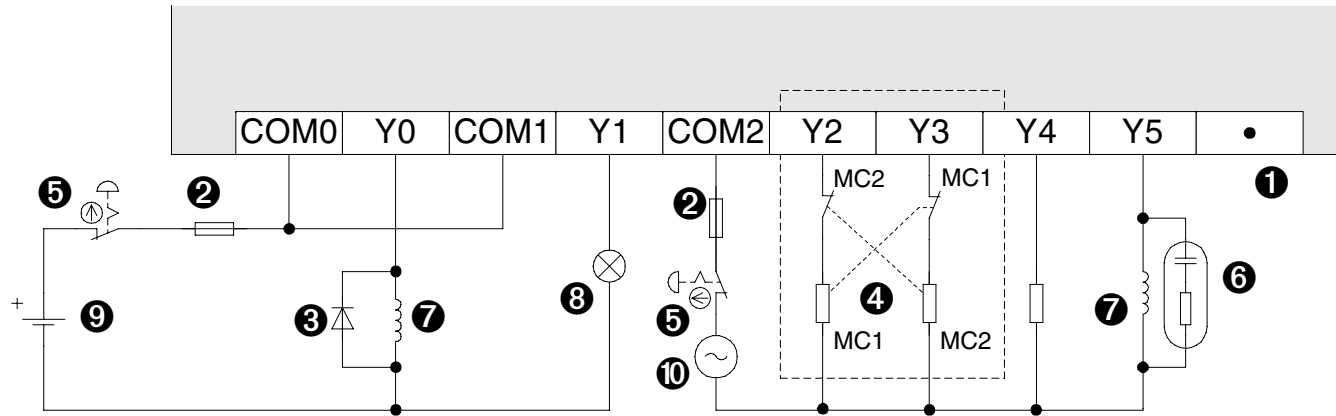 COM0 Y0 COM1 Y1 COM2 Y2 Y3 Y4 Y5 •
MC2 MC1
❶
❺ ❷ ❷
❻
+
❾ ❸ ❼ ❽ ❺ ❹ ❼
MC1 MC2
❿